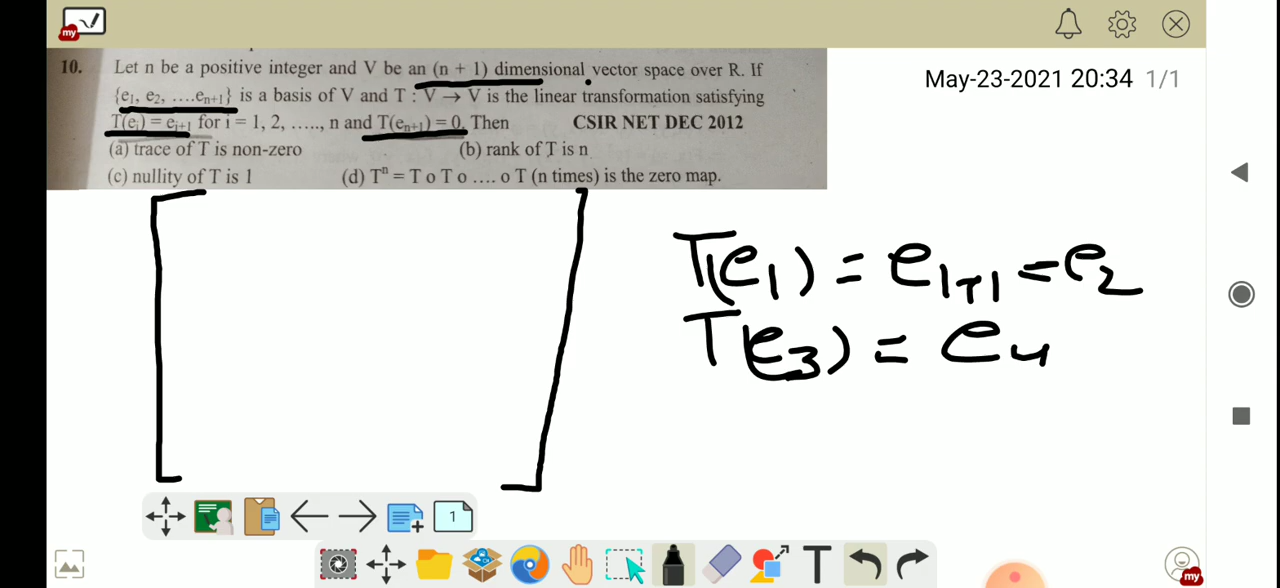 my
May-23-2021 20:34 1/1
10. Let n be a positive integer and V be an (n + 1) dimensional vector space over R. If
{e1, e2, ....en+1} is a basis of V and T : V → V is the linear transformation satisfying
T(ei) = ei+1 for i = 1, 2, ....., n and T(en+1) = 0. Then CSIR NET DEC 2012
(a) trace of T is non-zero (b) rank of T is n
(c) nullity of T is 1 (d) Tn = T o T o .... o T (n times) is the zero map.
T(e1) = e1+1 = e2
T(e3) = e4
1
T
my